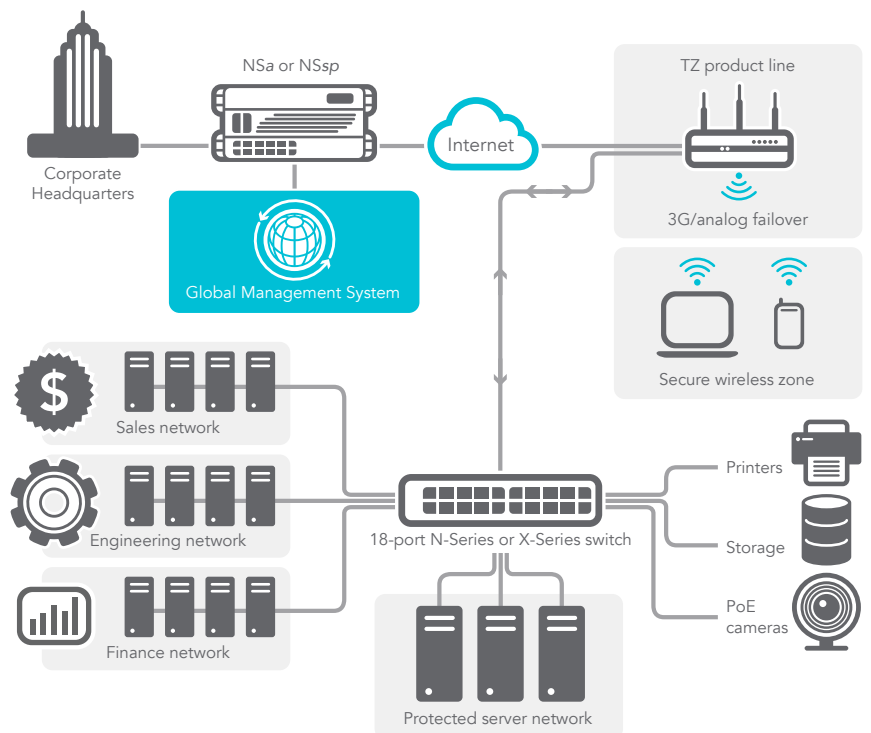 NSa or NSsp
TZ product line
Internet
Corporate
Headquarters
3G/analog failover
Global Management System
Secure wireless zone
$
Sales network
Printers
Engineering network
18-port N-Series or X-Series switch
Storage
PoE
cameras
Finance network
Protected server network